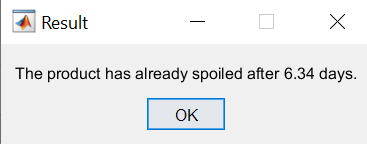 Result
The product has already spoiled after 6.34 days.
OK